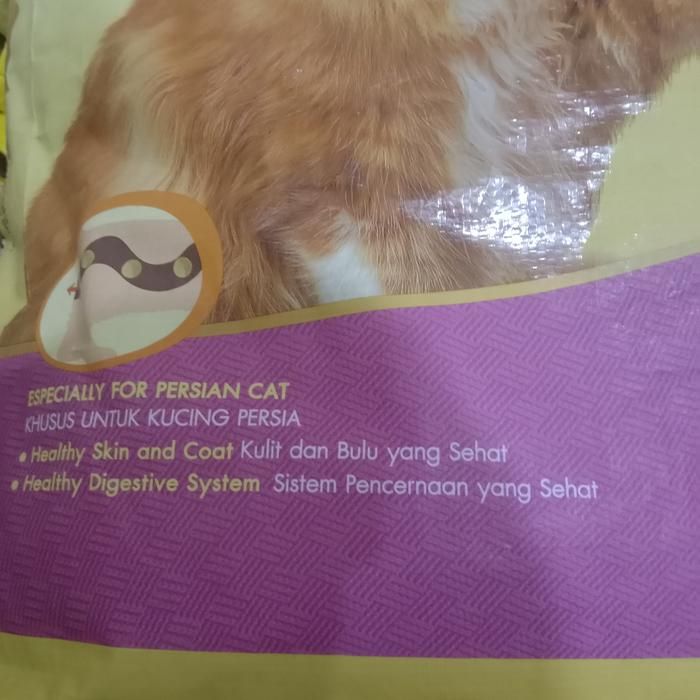 ESPECIALLY FOR PERSIAN CAT
KHUSUS UNTUK KUCING PERSIA
• Healthy Skin and Coat Kulit dan Bulu yang Sehat
• Healthy Digestive System Sistem Pencernaan yang Sehat